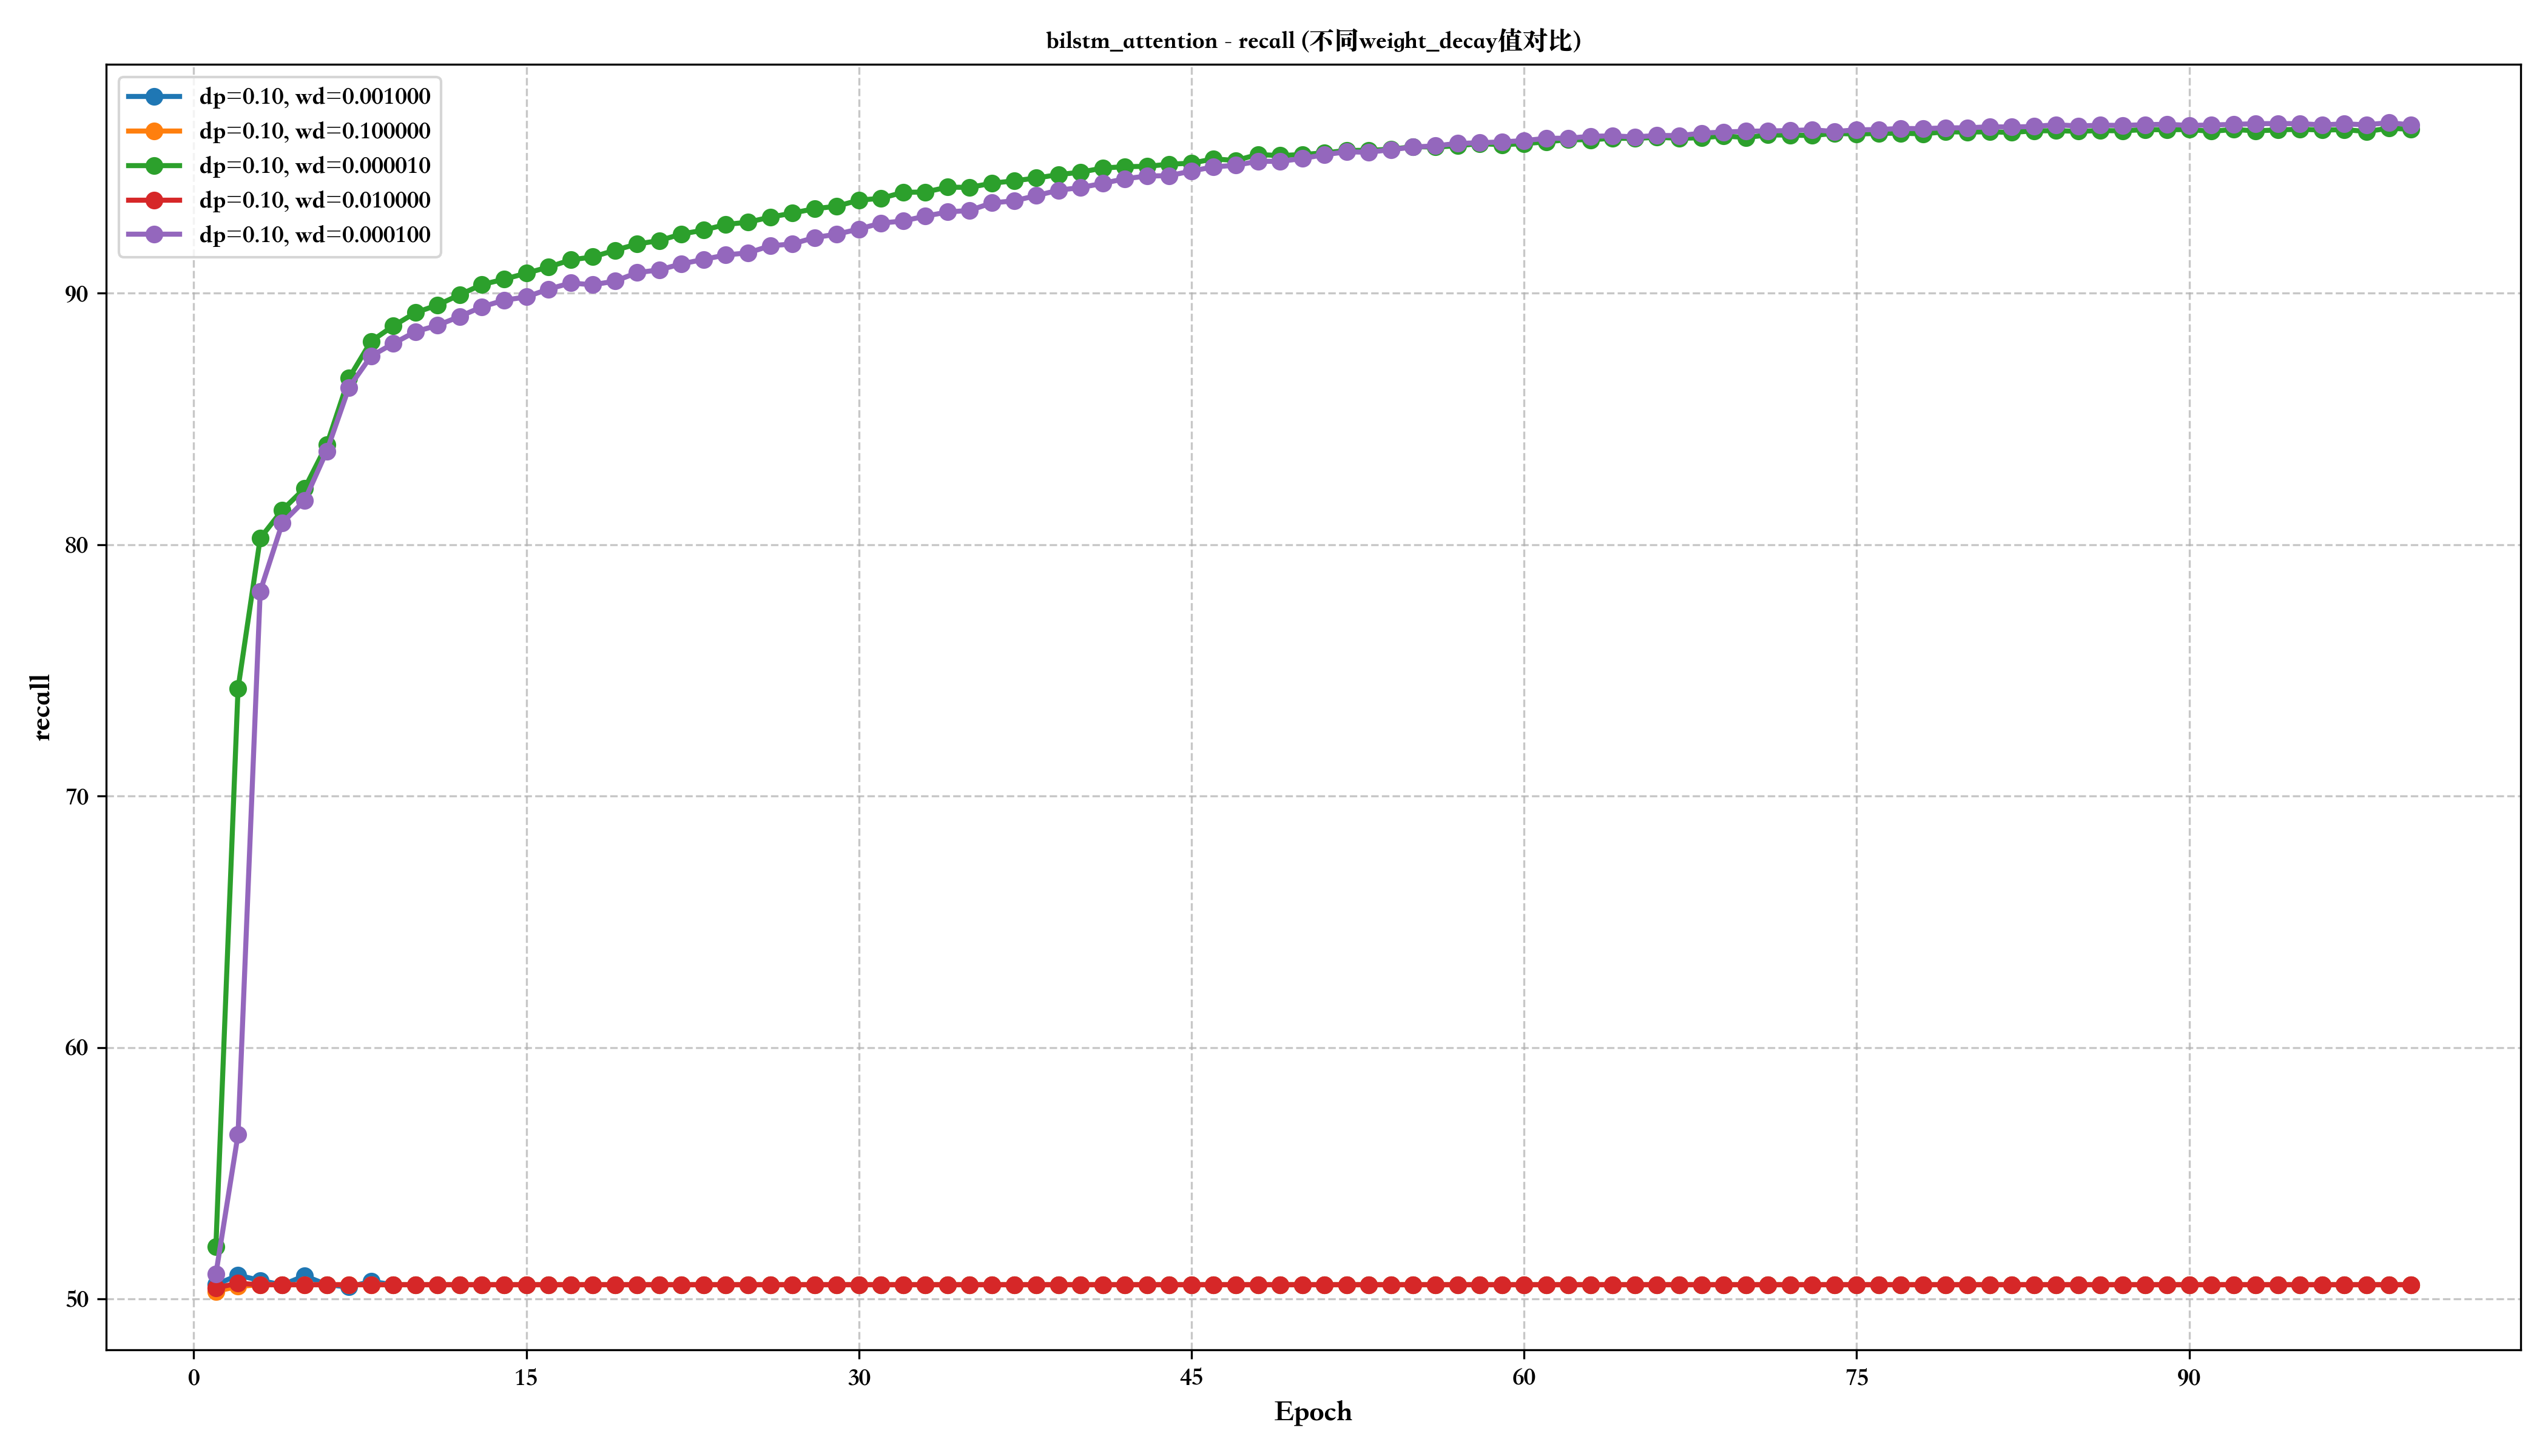 bilstm_attention - recall (不同weight_decay值对比)
dp=0.10, wd=0.001000
dp=0.10, wd=0.100000
dp=0.10, wd=0.000010
dp=0.10, wd=0.010000
dp=0.10, wd=0.000100
90
80
70
60
50
recall
0 15 30 45 60 75 90
Epoch